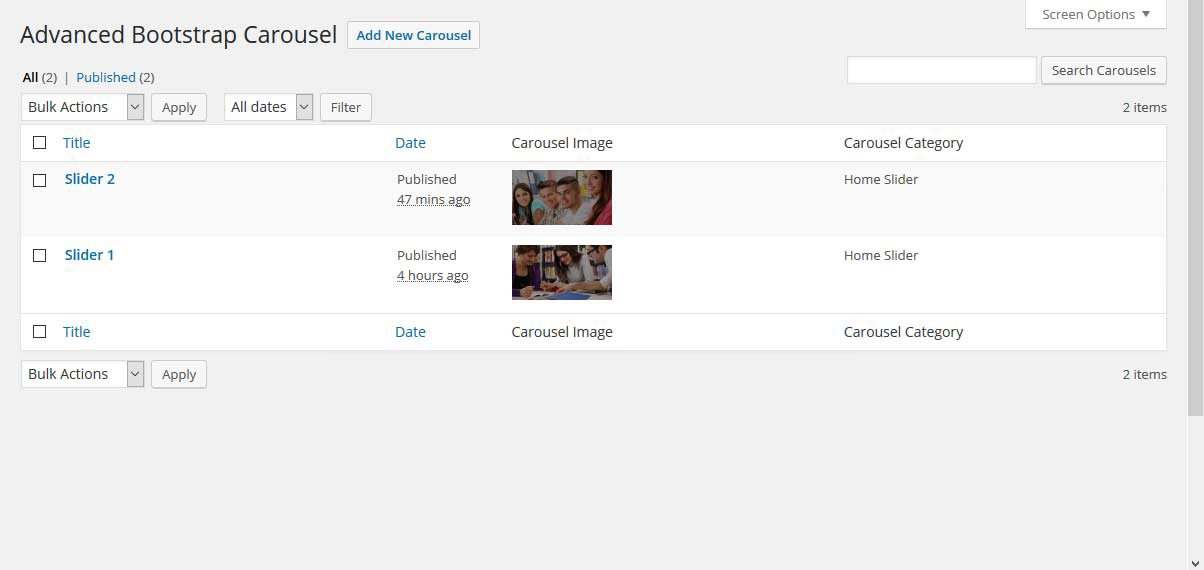 Screen Options
Advanced Bootstrap Carousel Add New Carousel
All (2) | Published (2)
Search Carousels
Bulk Actions Apply All dates Filter 2 items
Title Date Carousel Image Carousel Category
Slider 2 Published Home Slider
47 mins ago
Slider 1 Published Home Slider
4 hours ago
Title Date Carousel Image Carousel Category
Bulk Actions Apply 2 items